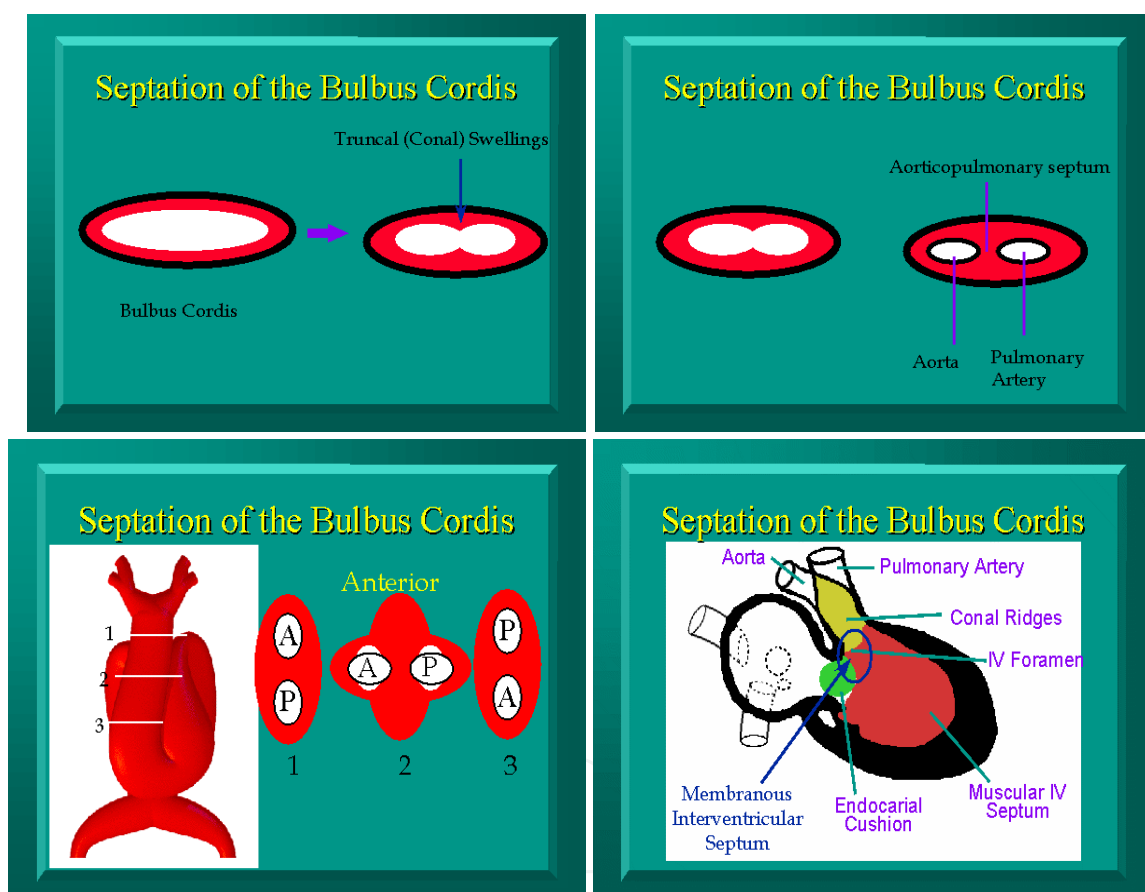 Septation of the Bulbus Cordis
Truncal (Conal) Swellings
Bulbus Cordis
Septation of the Bulbus Cordis
Aorticopulmonary septum
Aorta
Pulmonary
Artery
Septation of the Bulbus Cordis
Anterior
1
2
3
A
P
A
P
P
A
1
2
3
Septation of the Bulbus Cordis
Aorta
Pulmonary Artery
Conal Ridges
IV Foramen
Membranous
Interventricular
Septum
Endocarial
Cushion
Muscular IV
Septum